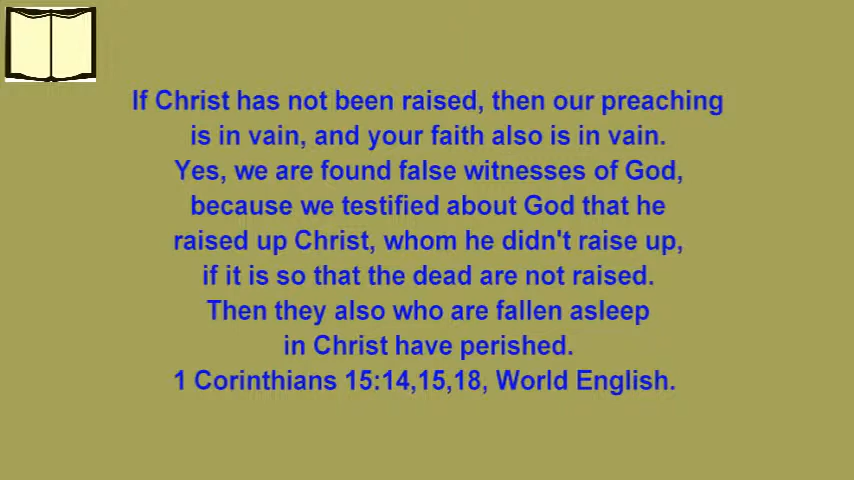 If Christ has not been raised, then our preaching
is in vain, and your faith also is in vain.
Yes, we are found false witnesses of God,
because we testified about God that he
raised up Christ, whom he didn't raise up,
if it is so that the dead are not raised.
Then they also who are fallen asleep
in Christ have perished.
1 Corinthians 15:14,15,18, World English.